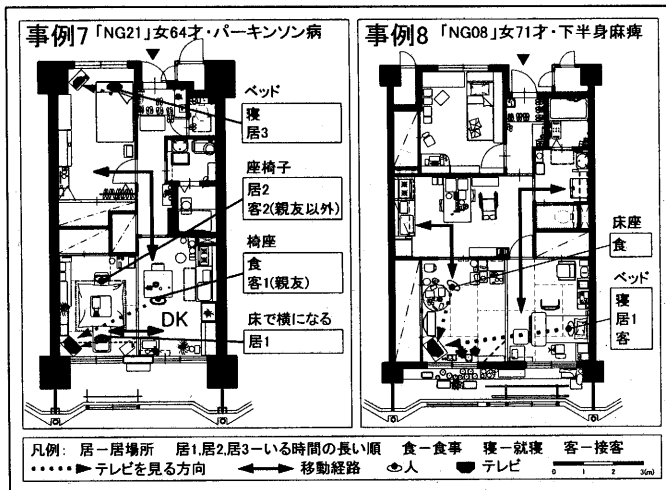 事例7「NG21」女64才・パーキンソン病
ベッド
寝
居3
座椅子
居2
客2(親友以外)
椅座
食
客1(親友)
床で横になる
居1
DK
事例8「NG08」女71才・下半身麻痺
床座
食
ベッド
寝
居1
客
凡例: 居ー居場所 居1,居2,居3ーいる時間の長い順 食ー食事 寝ー就寝 客ー接客
テレビを見る方向 移動経路 人 テレビ 0 1 2 3(m)